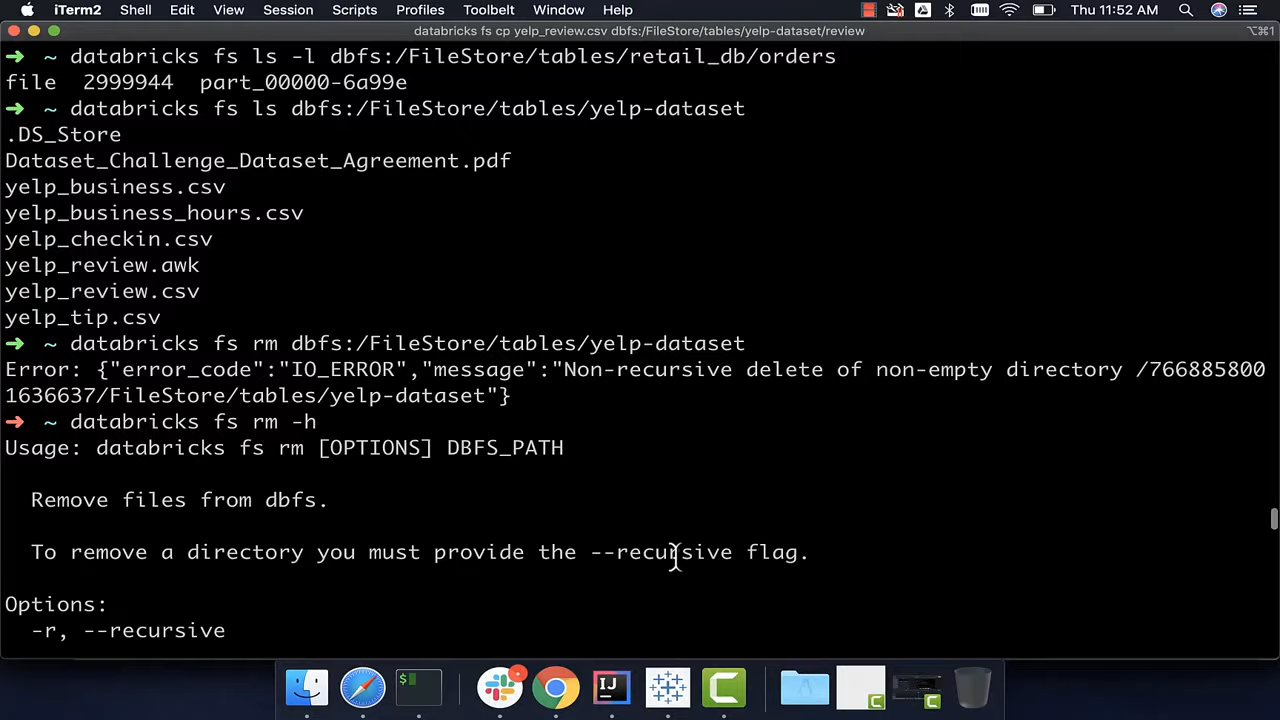 iTerm2 Shell Edit View Session Scripts Profiles Toolbelt Window Help Thu 11:52 AM
databricks fs cp yelp_review.csv dbfs:/FileStore/tables/yelp-dataset/review ⌥⌘1
➜ ~ databricks fs ls -l dbfs:/FileStore/tables/retail_db/orders
file 2999944 part_00000-6a99e
➜ ~ databricks fs ls dbfs:/FileStore/tables/yelp-dataset
.DS_Store
Dataset_Challenge_Dataset_Agreement.pdf
yelp_business.csv
yelp_business_hours.csv
yelp_checkin.csv
yelp_review.awk
yelp_review.csv
yelp_tip.csv
➜ ~ databricks fs rm dbfs:/FileStore/tables/yelp-dataset
Error: {"error_code":"IO_ERROR","message":"Non-recursive delete of non-empty directory /766885800
1636637/FileStore/tables/yelp-dataset"}
➜ ~ databricks fs rm -h
Usage: databricks fs rm [OPTIONS] DBFS_PATH
Remove files from dbfs.
To remove a directory you must provide the --recursive flag.
Options:
-r, --recursive
$
IJ